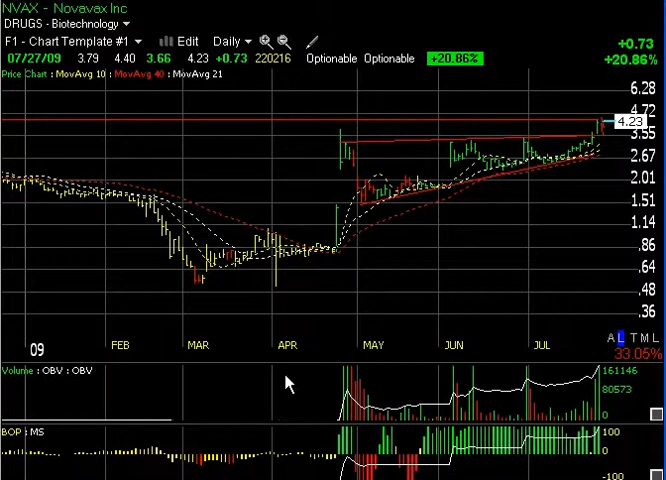 NVAX - Novavax Inc
DRUGS - Biotechnology
F1 - Chart Template #1 Edit Daily
+0.73
07/27/09 3.79 4.40 3.66 4.23 +0.73 220216 Optionable Optionable +20.86% +20.86%
Price Chart : MovAvg 10 : MovAvg 40 : MovAvg 21
6.28
4.72
4.23
3.55
2.67
2.01
1.51
1.14
.86
.64
.48
.36
A L T M L
09 FEB MAR APR MAY JUN JUL
33.05%
Volume : OBV : OBV
161146
80573
0
BOP : MS
100
0
-100